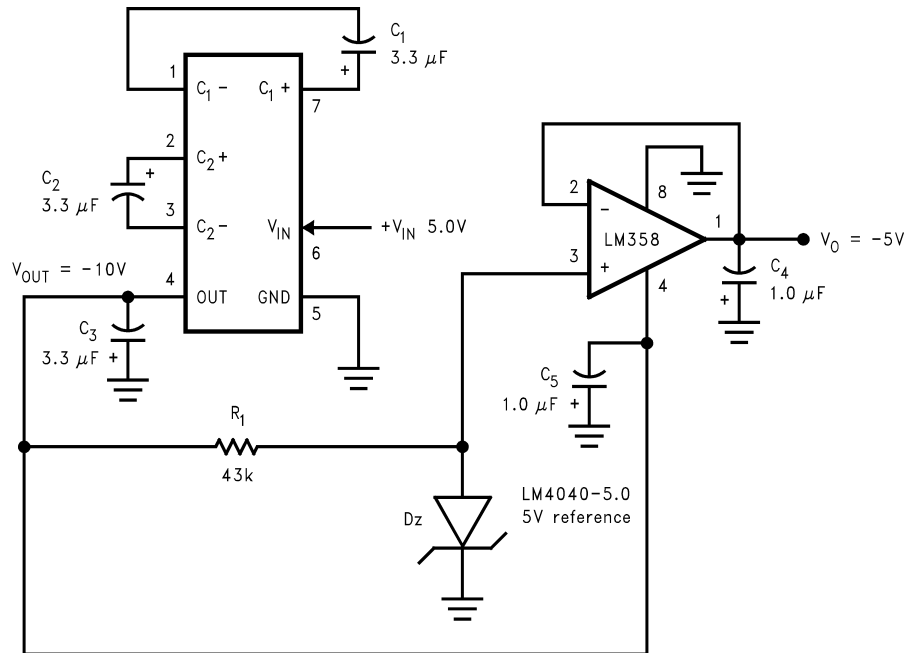 C1
3.3 μF
+
1
C1 −
C1 +
7
2
C2 +
+
C2
3.3 μF
3
C2 −
VIN
+VIN 5.0V
6
VOUT = −10V
4
OUT
GND
5
C3
3.3 μF +
2
−
8
LM358
1
VO = −5V
3
+
4
C4
1.0 μF
+
C5
1.0 μF +
R1
43k
LM4040-5.0
5V reference
Dz